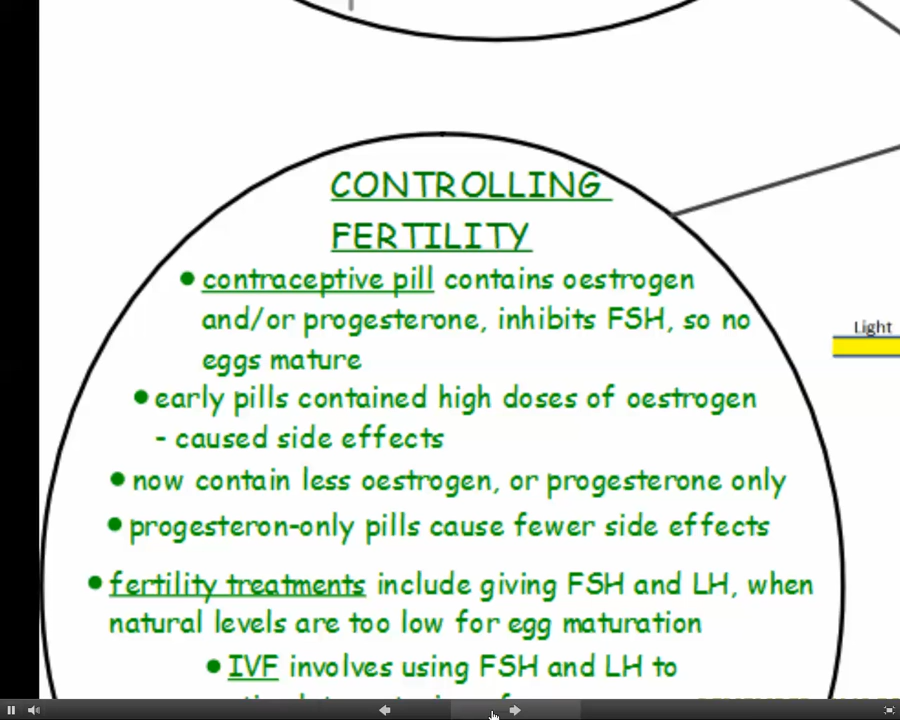 CONTROLLING
FERTILITY
• contraceptive pill contains oestrogen
and/or progesterone, inhibits FSH, so no
eggs mature
• early pills contained high doses of oestrogen
- caused side effects
• now contain less oestrogen, or progesterone only
• progesteron-only pills cause fewer side effects
Light
• fertility treatments include giving FSH and LH, when
natural levels are too low for egg maturation
• IVF involves using FSH and LH to